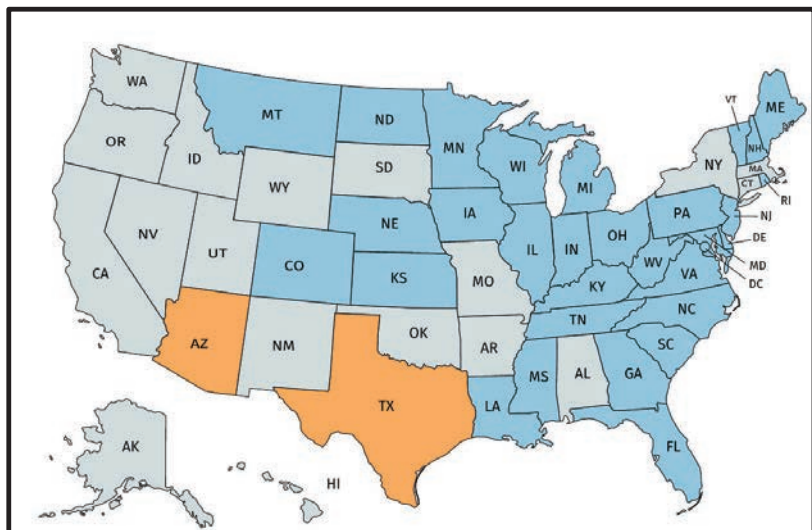 WA
MT
ND
MN
VT
ME
OR
ID
WY
SD
WI
MI
NY
NH
MA
CT
RI
NV
UT
CO
NE
IA
IL
IN
OH
PA
NJ
DE
MD
DC
CA
KS
MO
KY
WV
VA
AZ
NM
OK
AR
TN
NC
SC
TX
LA
MS
AL
GA
FL
AK
HI